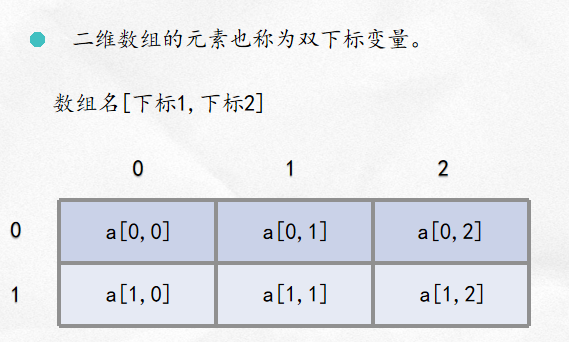 二维数组的元素也称为双下标变量。
数组名[下标1,下标2]
0 1 2
0 a[0,0] a[0,1] a[0,2]
1 a[1,0] a[1,1] a[1,2]